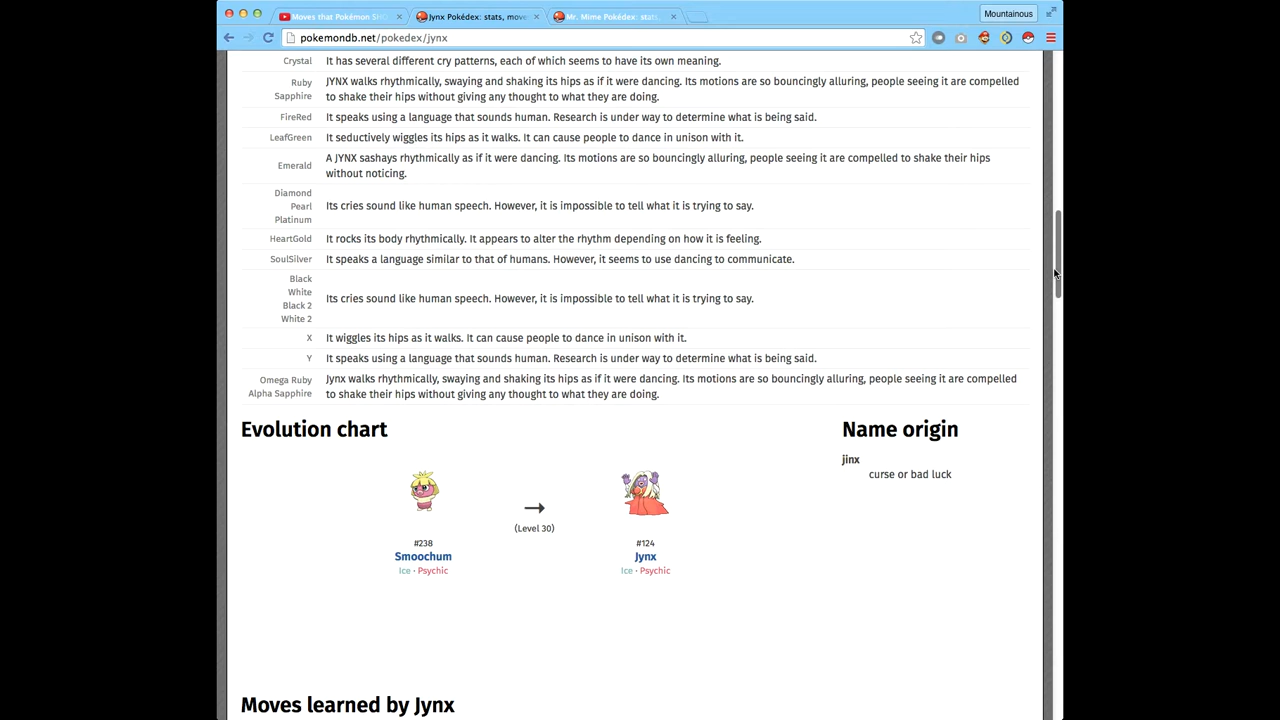 Moves that Pokémon SHO
Jynx Pokédex: stats, move
Mr. Mime Pokédex: stats,
Mountainous
pokemondb.net/pokedex/jynx
Crystal It has several different cry patterns, each of which seems to have its own meaning.
Ruby
Sapphire
JYNX walks rhythmically, swaying and shaking its hips as if it were dancing. Its motions are so bouncingly alluring, people seeing it are compelled
to shake their hips without giving any thought to what they are doing.
FireRed It speaks using a language that sounds human. Research is under way to determine what is being said.
LeafGreen It seductively wiggles its hips as it walks. It can cause people to dance in unison with it.
Emerald
A JYNX sashays rhythmically as if it were dancing. Its motions are so bouncingly alluring, people seeing it are compelled to shake their hips
without noticing.
Diamond
Pearl
Platinum
Its cries sound like human speech. However, it is impossible to tell what it is trying to say.
HeartGold It rocks its body rhythmically. It appears to alter the rhythm depending on how it is feeling.
SoulSilver It speaks a language similar to that of humans. However, it seems to use dancing to communicate.
Black
White
Black 2
White 2
Its cries sound like human speech. However, it is impossible to tell what it is trying to say.
X It wiggles its hips as it walks. It can cause people to dance in unison with it.
Y It speaks using a language that sounds human. Research is under way to determine what is being said.
Omega Ruby
Alpha Sapphire
Jynx walks rhythmically, swaying and shaking its hips as if it were dancing. Its motions are so bouncingly alluring, people seeing it are compelled
to shake their hips without giving any thought to what they are doing.
Evolution chart
(Level 30)
#238
Smoochum
Ice · Psychic
#124
Jynx
Ice · Psychic
Name origin
jinx
curse or bad luck
Moves learned by Jynx